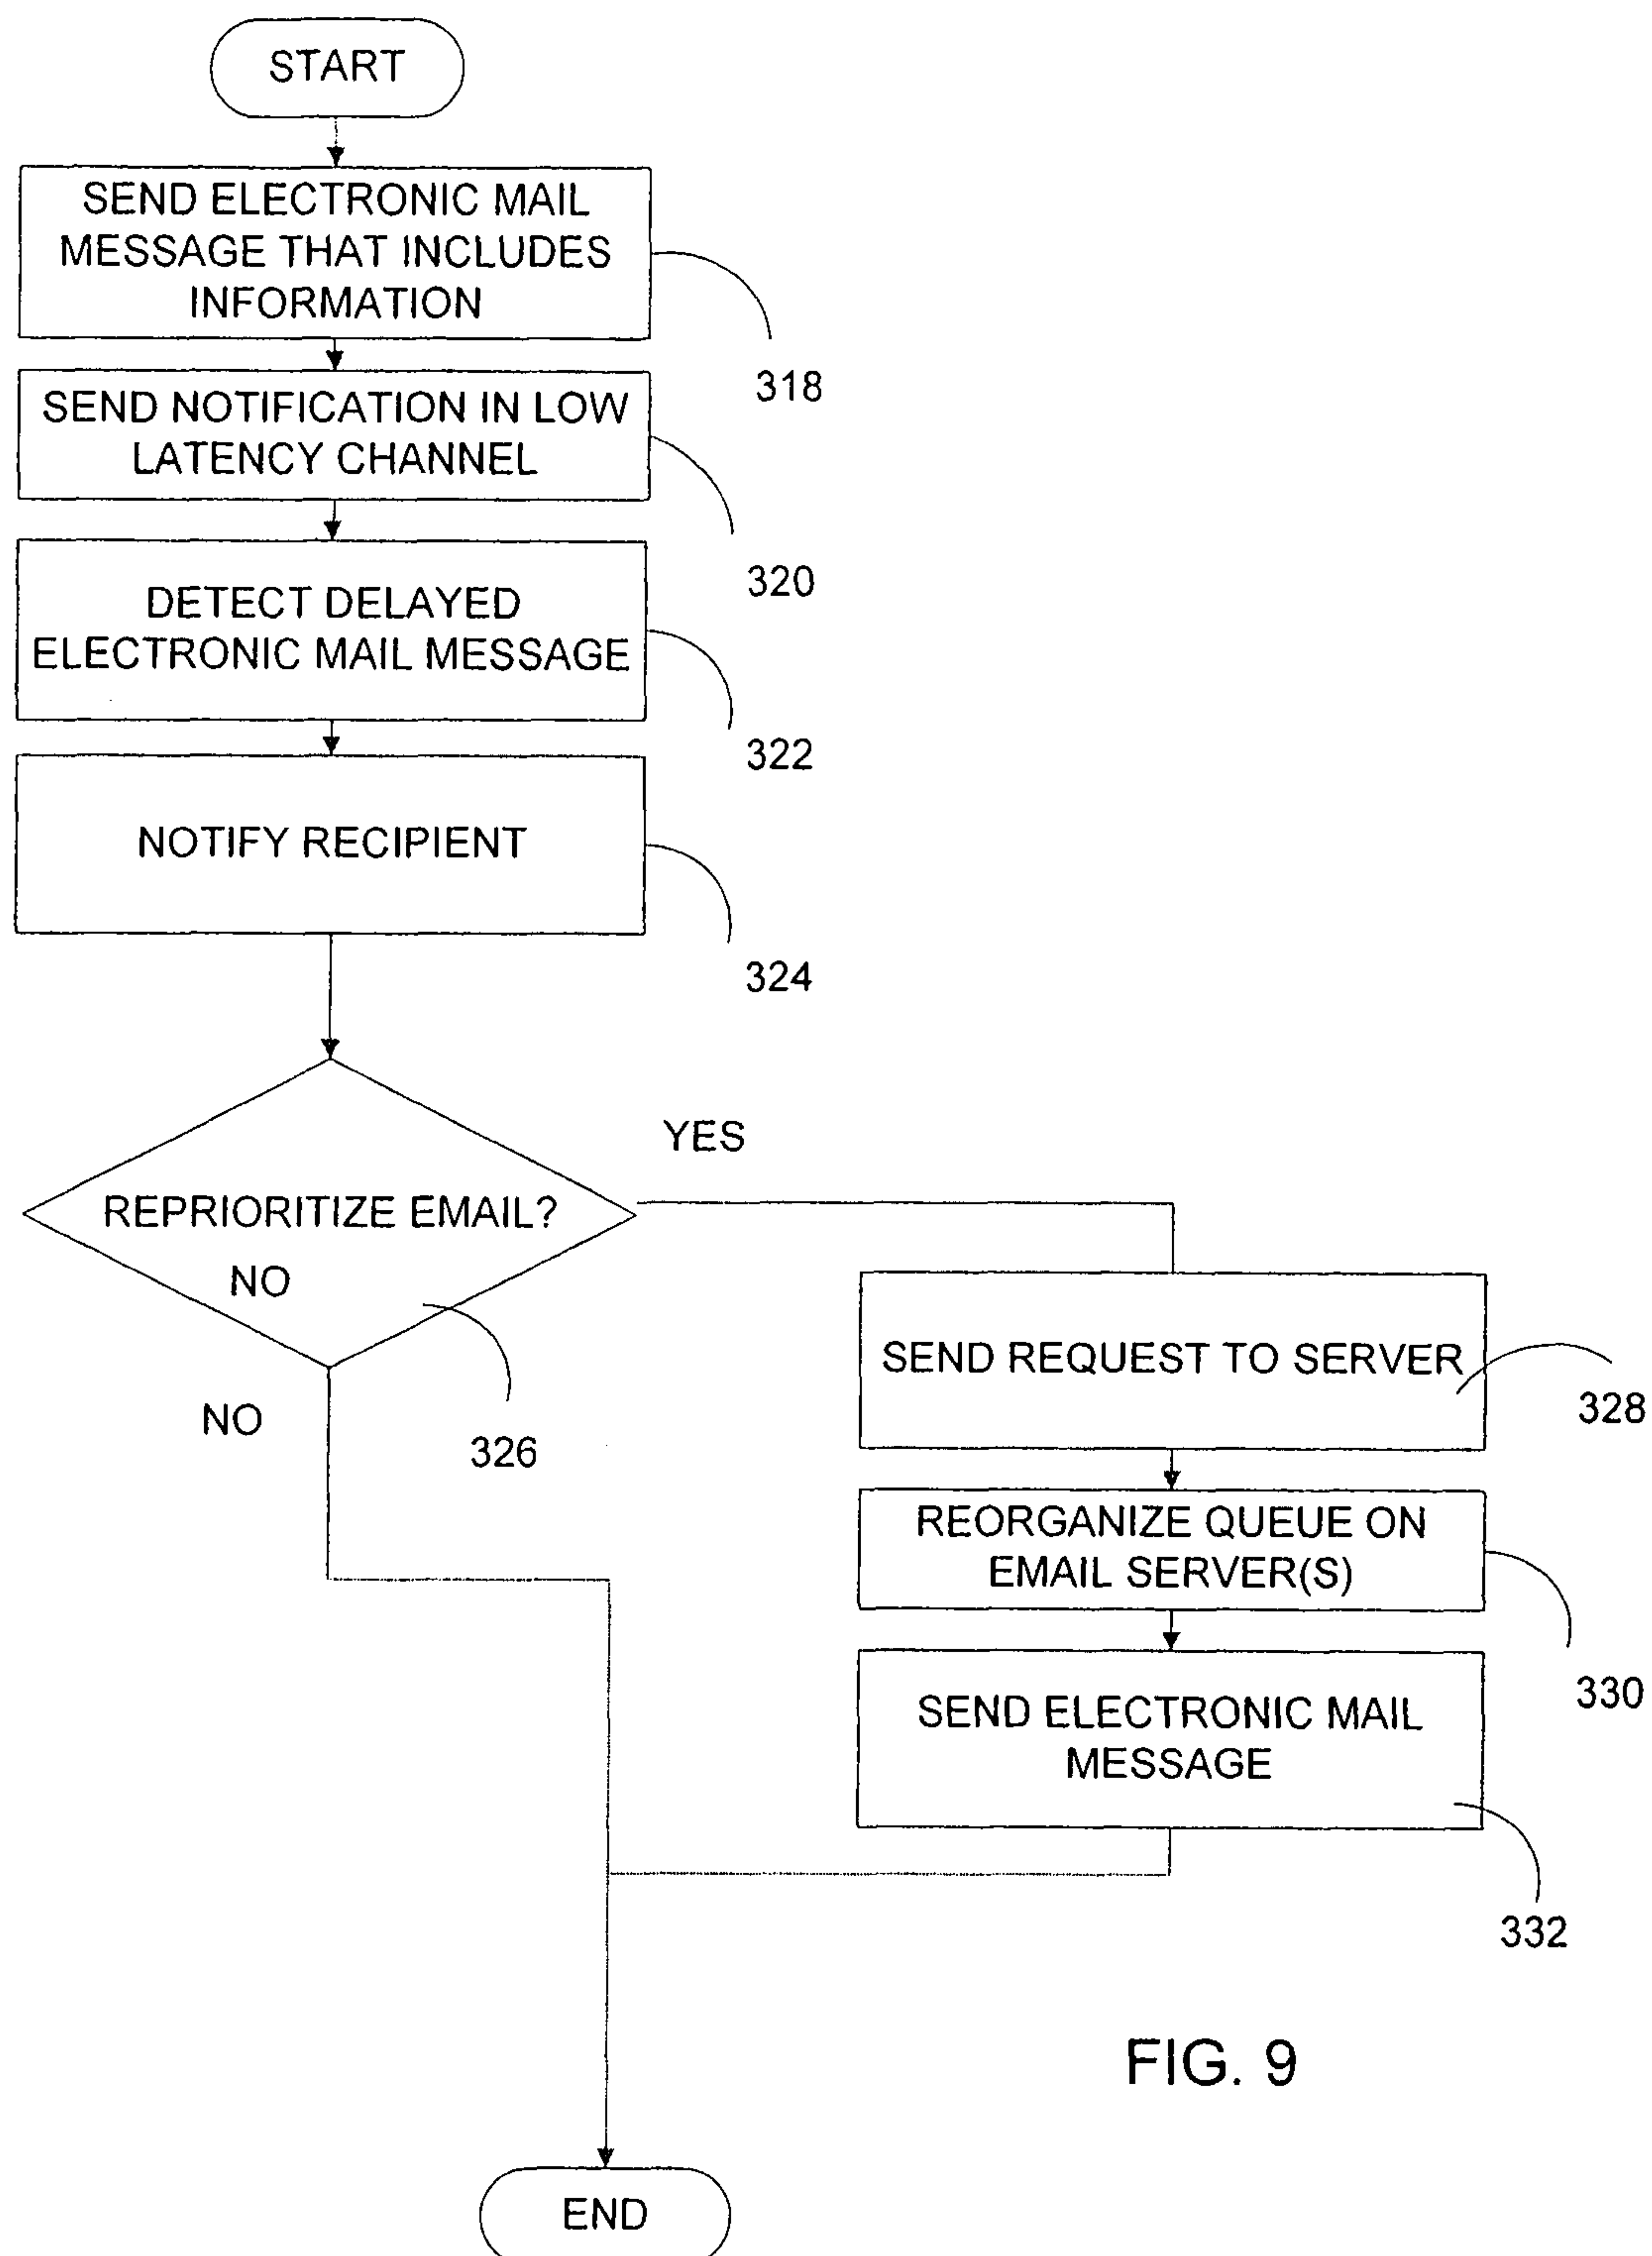 START
SEND ELECTRONIC MAIL
MESSAGE THAT INCLUDES
INFORMATION
318
SEND NOTIFICATION IN LOW
LATENCY CHANNEL
320
DETECT DELAYED
ELECTRONIC MAIL MESSAGE
322
NOTIFY RECIPIENT
324
YES
REPRIORITIZE EMAIL?
NO
NO
326
SEND REQUEST TO SERVER
328
REORGANIZE QUEUE ON
EMAIL SERVER(S)
330
SEND ELECTRONIC MAIL
MESSAGE
332
FIG. 9
END